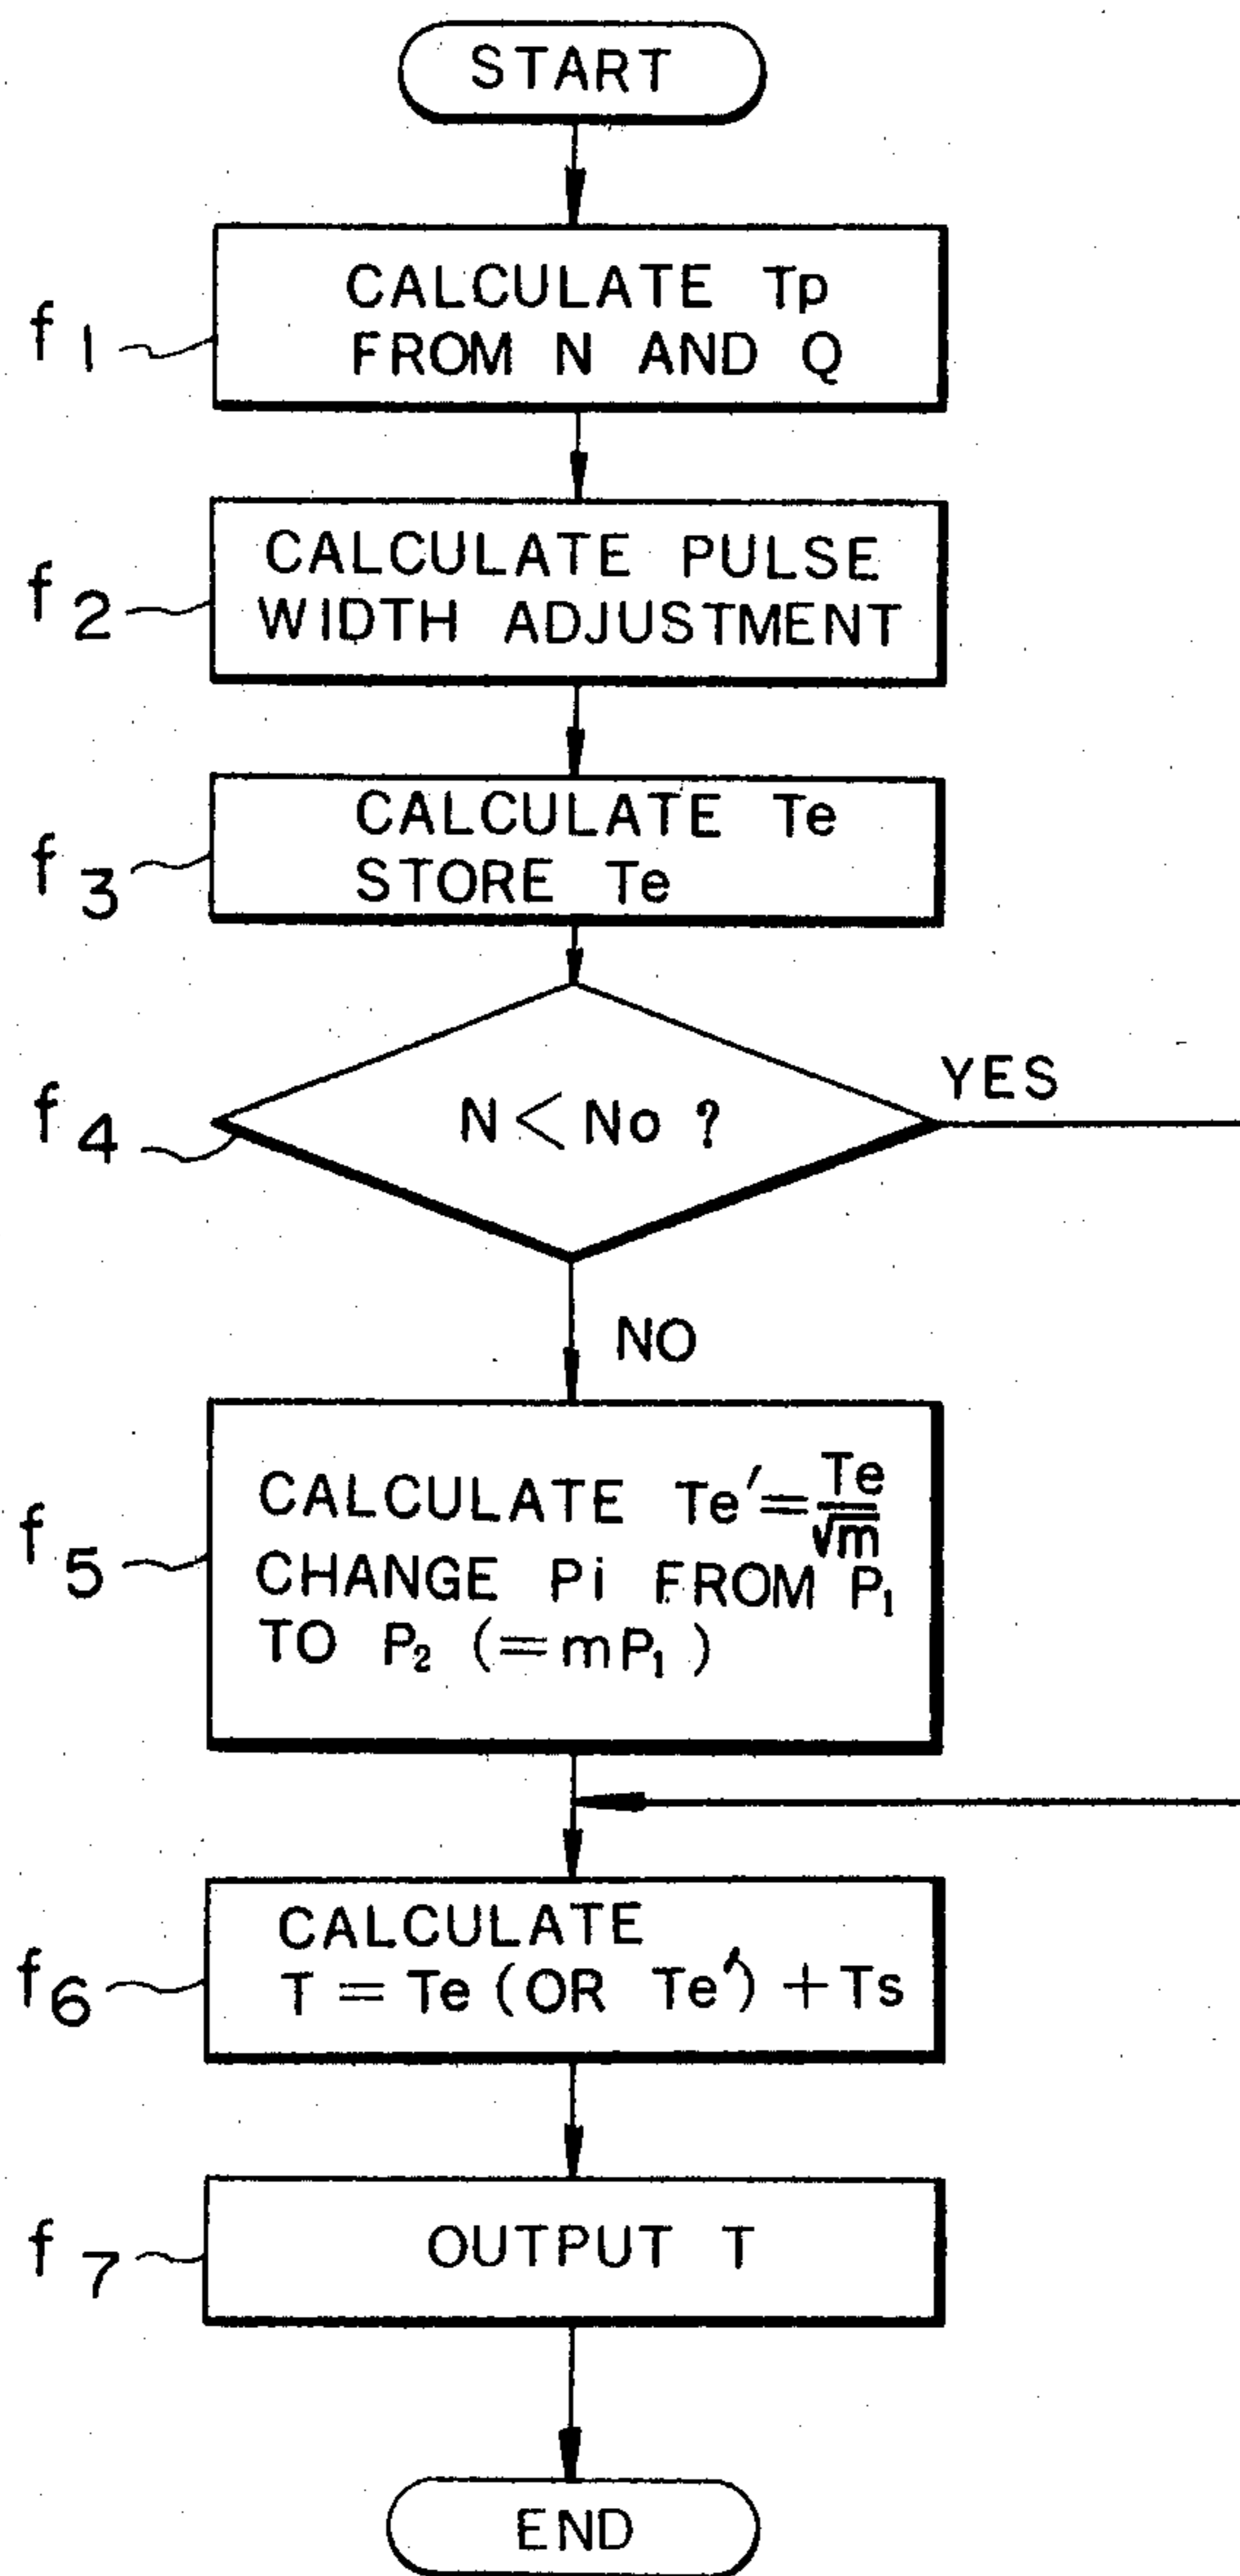 START
f1
CALCULATE Tp
FROM N AND Q
f2
CALCULATE PULSE
WIDTH ADJUSTMENT
f3
CALCULATE Te
STORE Te
f4
N < No ?
YES
NO
f5
CALCULATE Te' = Te/√m
CHANGE Pi FROM P₁
TO P₂ (= mP₁)
f6
CALCULATE
T = Te (OR Te') + Ts
f7
OUTPUT T
END